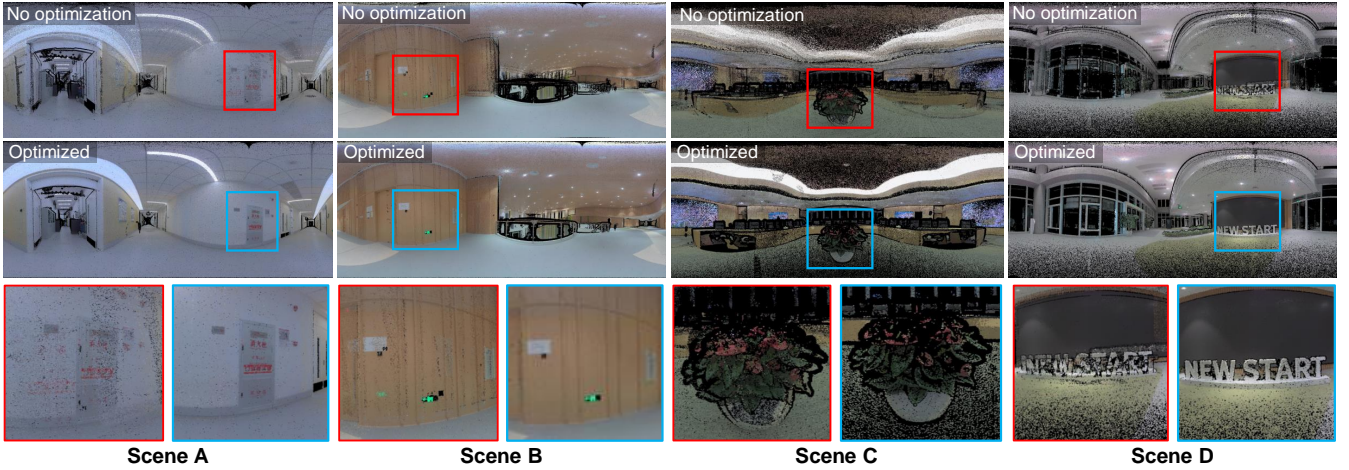 No optimization
No optimization
No optimization
No optimization
Optimized
Optimized
Optimized
Optimized
NEW START
NEW START
NEW START
NEW START
Scene A
Scene B
Scene C
Scene D